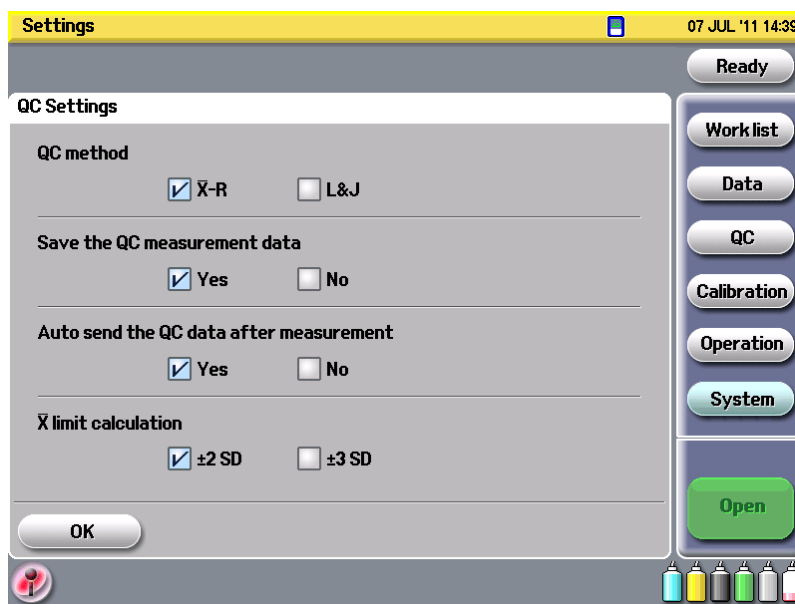 Settings
07 JUL '11 14:39
Ready
QC Settings
Work list
QC method
X̅-R
L&J
Data
Save the QC measurement data
QC
Yes
No
Calibration
Auto send the QC data after measurement
Operation
Yes
No
System
X̅ limit calculation
±2 SD
±3 SD
Open
OK